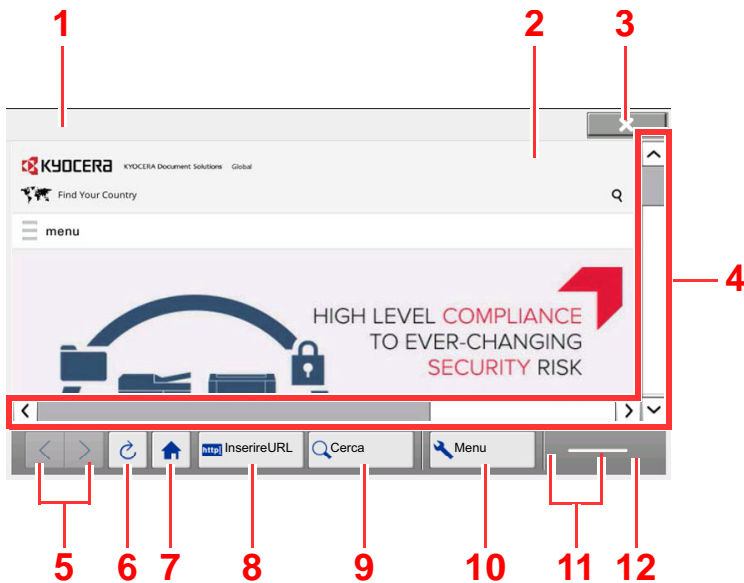 1 2 3
KYOCERA KYOCERA Document Solutions Global
Find Your Country
menu
4
HIGH LEVEL COMPLIANCE
TO EVER-CHANGING
SECURITY RISK
http InserireURL Cerca Menu
5 6 7 8 9 10 11 12